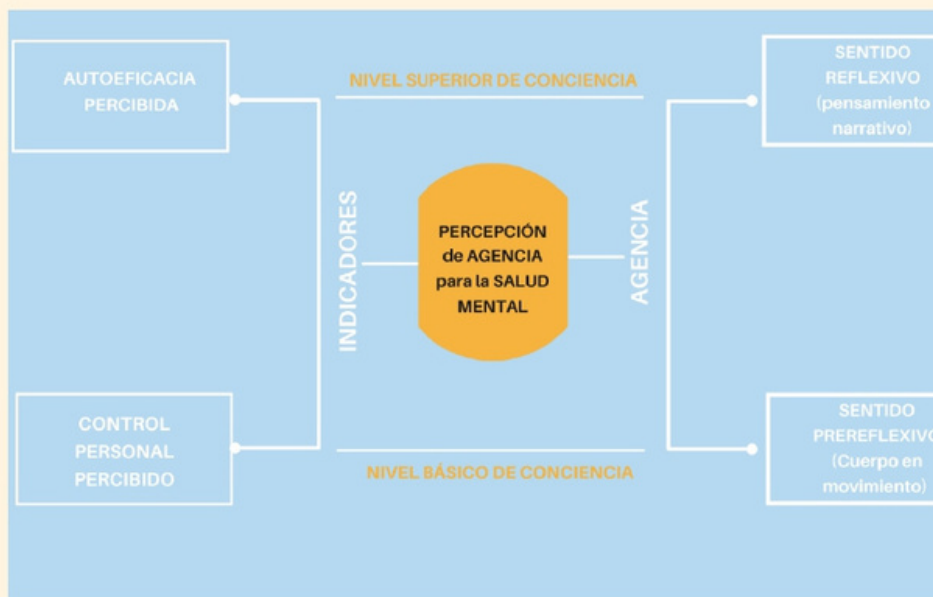 AUTOEFICACIA
PERCIBIDA
NIVEL SUPERIOR DE CONCIENCIA
SENTIDO
REFLEXIVO
(pensamiento
narrativo)
INDICADORES
PERCEPCIÓN
de AGENCIA
para la SALUD
MENTAL
AGENCIA
CONTROL
PERSONAL
PERCIBIDO
NIVEL BÁSICO DE CONCIENCIA
SENTIDO
PREREFLEXIVO
(Cuerpo en
movimiento)